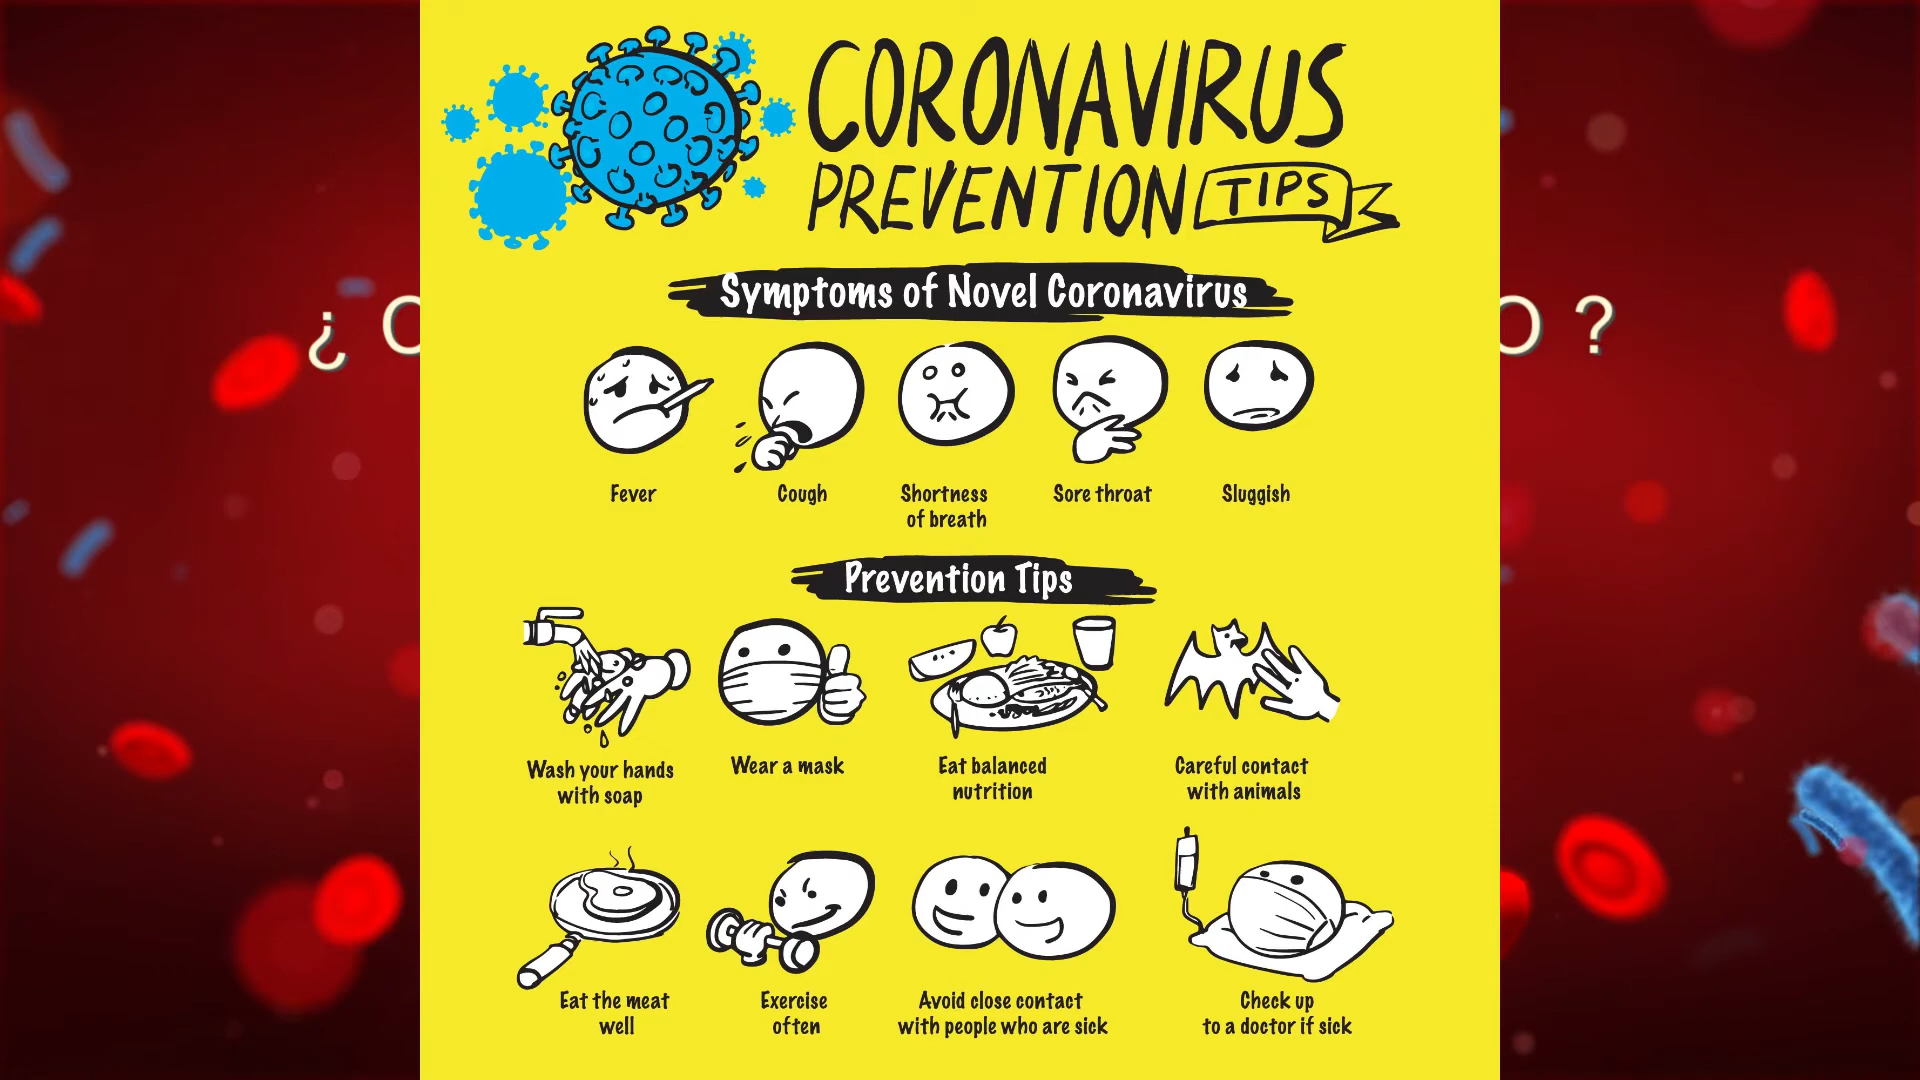 CORONAVIRUS
PREVENTION TIPS
¿ O ?
Symptoms of Novel Coronavirus
Fever
Cough
Shortness
of breath
Sore throat
Sluggish
Prevention Tips
Wash your hands
with soap
Wear a mask
Eat balanced
nutrition
Careful contact
with animals
Eat the meat
well
Exercise
often
Avoid close contact
with people who are sick
Check up
to a doctor if sick